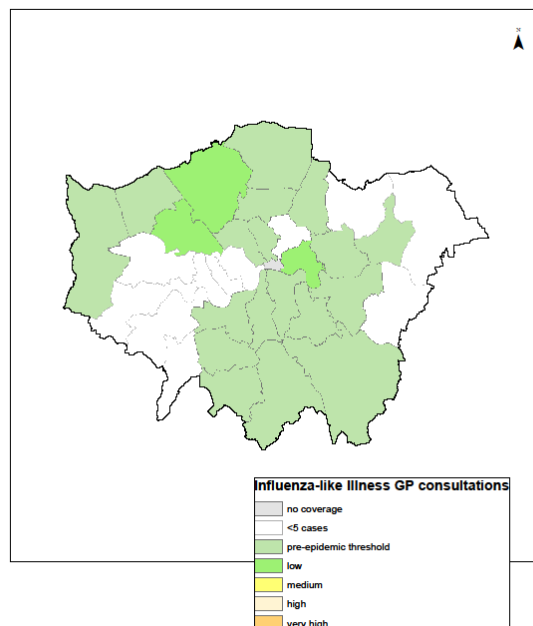 Influenza-like Illness GP consultations
no coverage
<5 cases
pre-epidemic threshold
low
medium
high
very high